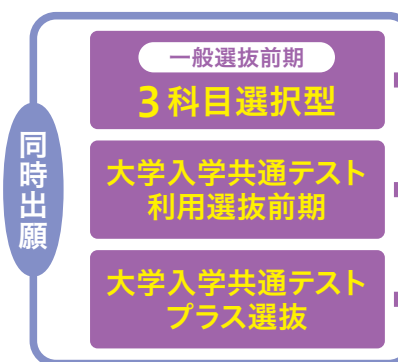 同時出願
一般選抜前期
3科目選択型
大学入学共通テスト
利用選抜前期
大学入学共通テスト
プラス選抜